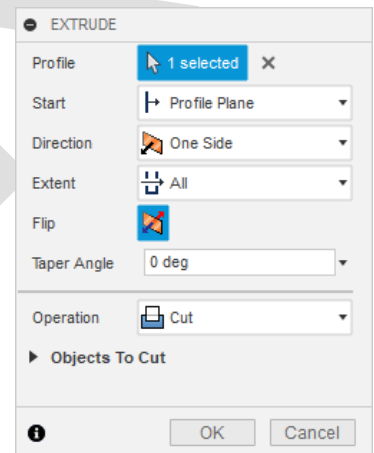 EXTRUDE
Profile 1 selected
Start Profile Plane
Direction One Side
Extent All
Flip
Taper Angle 0 deg
Operation Cut
Objects To Cut
OK Cancel